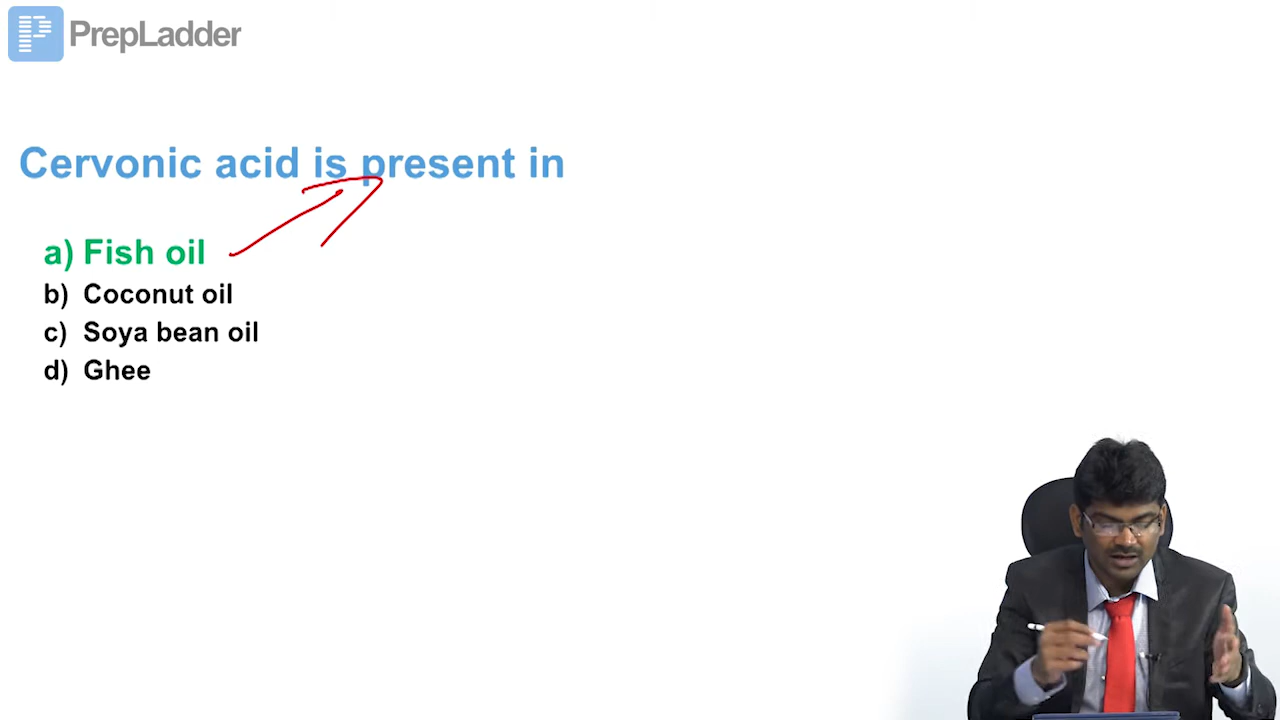 PrepLadder
Cervonic acid is present in
a) Fish oil
b) Coconut oil
c) Soya bean oil
d) Ghee